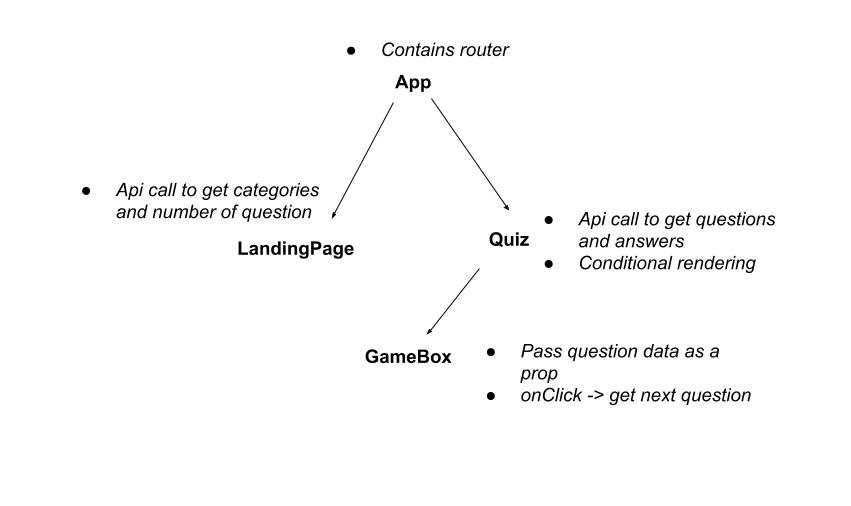 ● Contains router
App
● Api call to get categories
and number of question
LandingPage
Quiz
● Api call to get questions
and answers
● Conditional rendering
GameBox
● Pass question data as a
prop
● onClick -> get next question